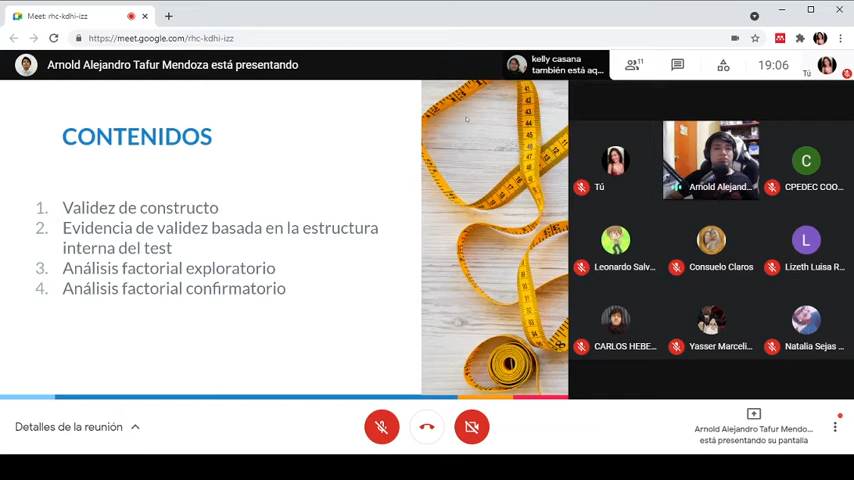 Meet: rhc-kdhi-izz
https://meet.google.com/rhc-kdhi-izz
Arnold Alejandro Tafur Mendoza está presentando
kelly casana
también está aq...
11
19:06
Tú
CONTENIDOS
1. Validez de constructo
2. Evidencia de validez basada en la estructura
interna del test
3. Análisis factorial exploratorio
4. Análisis factorial confirmatorio
Tú
Arnold Alejand...
C
CPEDEC COO...
Leonardo Salv...
Consuelo Claros
L
Lizeth Luisa R...
CARLOS HEBE...
Yasser Marceli...
Natalia Sejas ...
Detalles de la reunión
Arnold Alejandro Tafur Mendo...
está presentando su pantalla